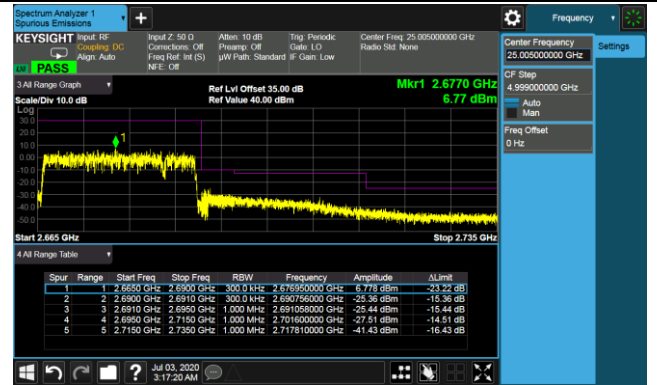 Spectrum Analyzer 1
Spurious Emissions
Frequency
KEYSIGHT
Input: RF
Coupling: DC
Align: Auto
Input Z: 50 Ω
Corrections: Off
Freq Ref: Int (S)
NFE: Off
Atten: 10 dB
Preamp: Off
µW Path: Standard
Trig: Periodic
Gate: LO
IF Gain: Low
Center Freq: 25.005000000 GHz
Radio Std: None
PASS
Center Frequency
25.005000000 GHz
Settings
CF Step
4.999000000 GHz
Auto
Man
Freq Offset
0 Hz
3 All Range Graph
Scale/Div 10.0 dB
Ref Lvl Offset 35.00 dB
Ref Value 40.00 dBm
Mkr1 2.6770 GHz
6.77 dBm
Log
30.0
20.0
10.0
0.00
-10.0
-20.0
-30.0
-40.0
-50.0
1
Start 2.665 GHz
Stop 2.735 GHz
4 All Range Table
Spur Range Start Freq Stop Freq RBW Frequency Amplitude ΔLimit
1 1 2.6650 GHz 2.6900 GHz 300.0 kHz 2.676950000 GHz 6.778 dBm -23.22 dB
2 2 2.6900 GHz 2.6910 GHz 300.0 kHz 2.690756000 GHz -25.36 dBm -15.36 dB
3 3 2.6910 GHz 2.6950 GHz 1.000 MHz 2.691058000 GHz -25.44 dBm -15.44 dB
4 4 2.6950 GHz 2.7150 GHz 1.000 MHz 2.701600000 GHz -27.51 dBm -14.51 dB
5 5 2.7150 GHz 2.7350 GHz 1.000 MHz 2.717810000 GHz -41.43 dBm -16.43 dB
Jul 03, 2020
3:17:20 AM